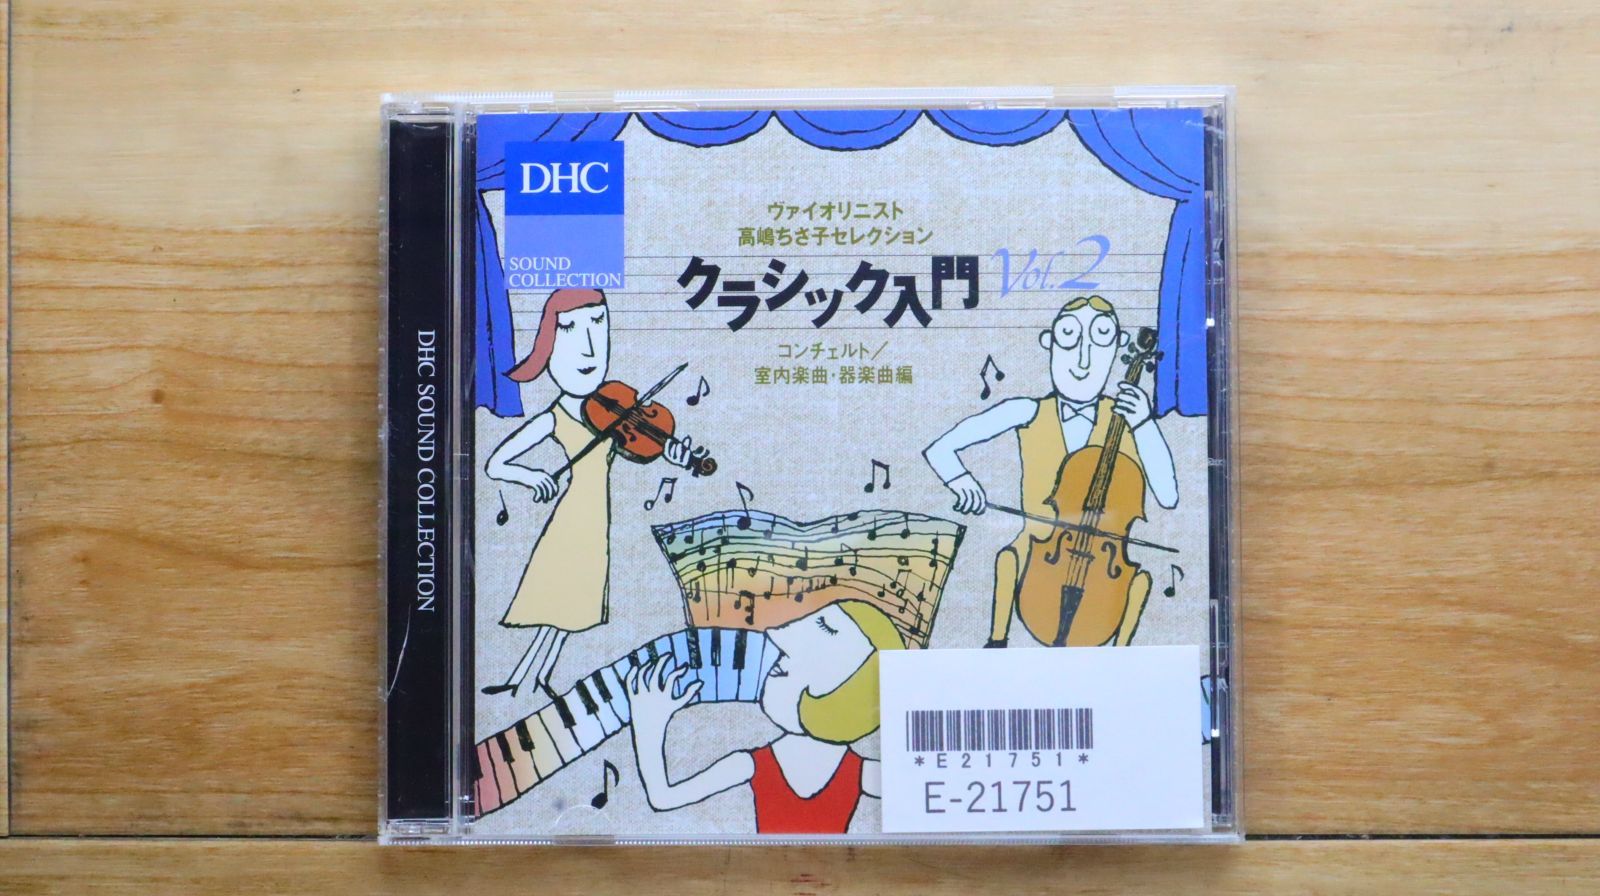 DHC
SOUND
COLLECTION
ヴァイオリニスト
高嶋ちさ子セレクション
クラシック入門 Vol.2
コンチェルト／
室内楽曲・器楽曲編
DHC SOUND COLLECTION
*E21751*
E-21751